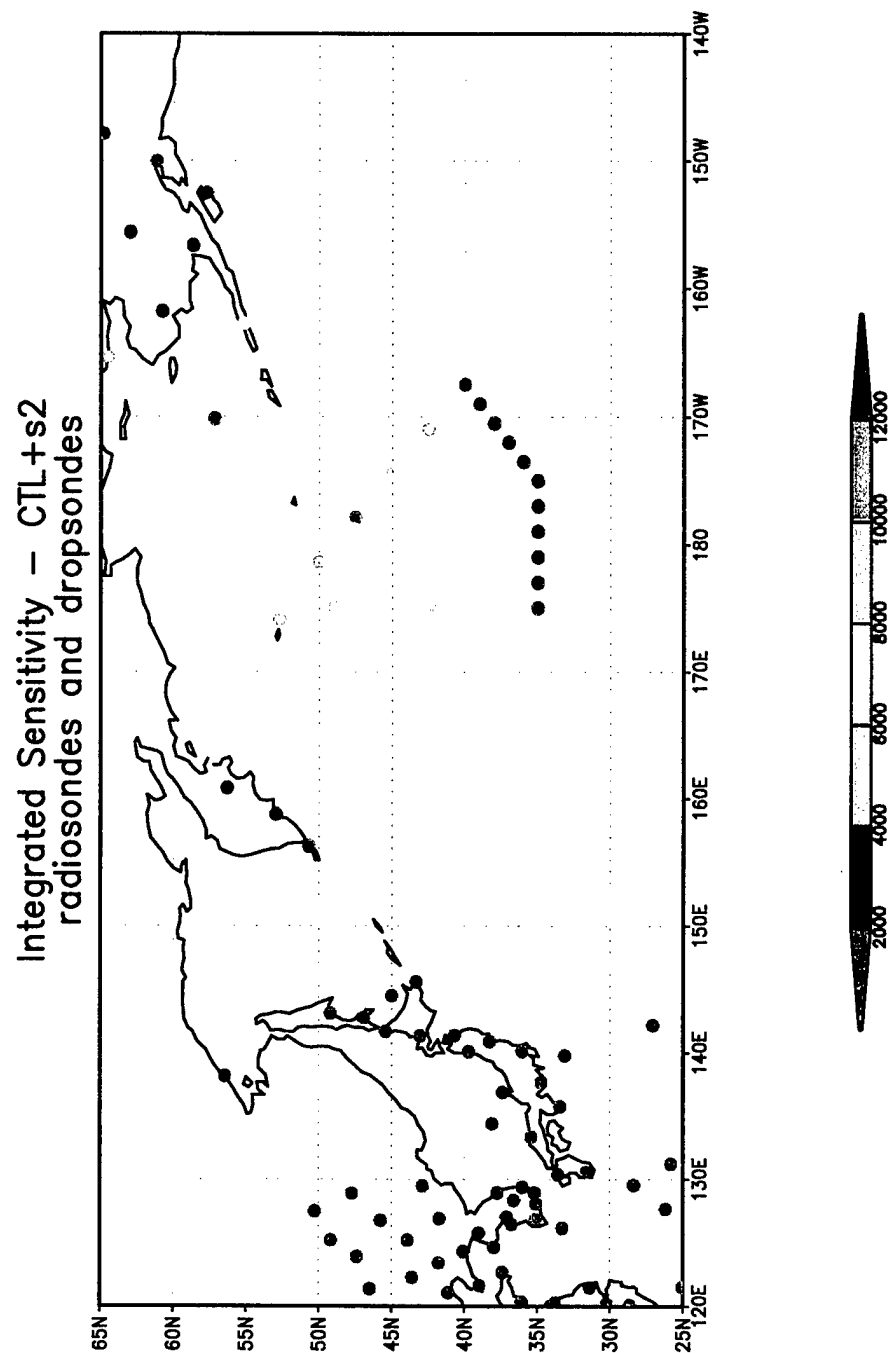 Integrated Sensitivity – CTL+s2
radiosondes and dropsondes
65N
60N
55N
50N
45N
40N
35N
30N
25N
120E
130E
140E
150E
160E
170E
180
170W
160W
150W
140W
2000
4000
6000
8000
10000
12000